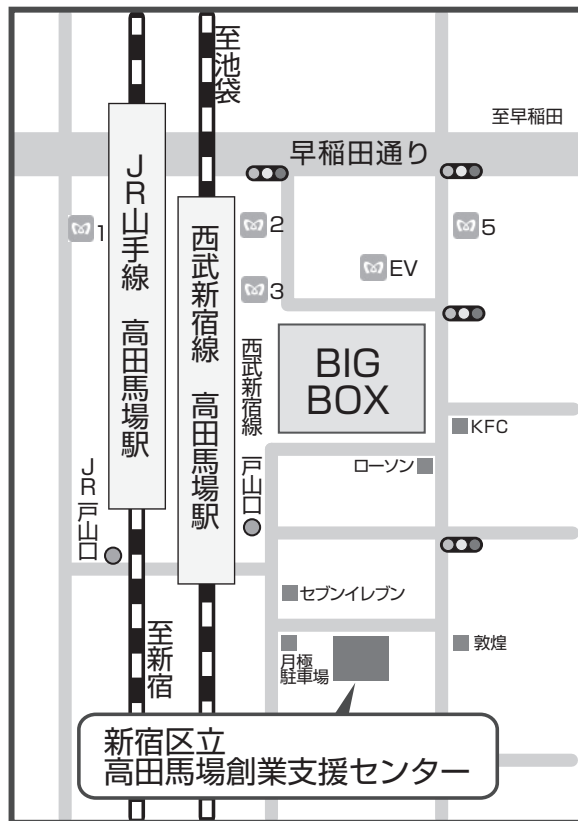 至池袋
至早稲田
早稲田通り
JR山手線 高田馬場駅
西武新宿線 高田馬場駅
1
2
3
EV
5
西武新宿線 戸山口
BIG
BOX
KFC
ローソン
JR戸山口
セブンイレブン
至新宿
月極
駐車場
敦煌
新宿区立
高田馬場創業支援センター